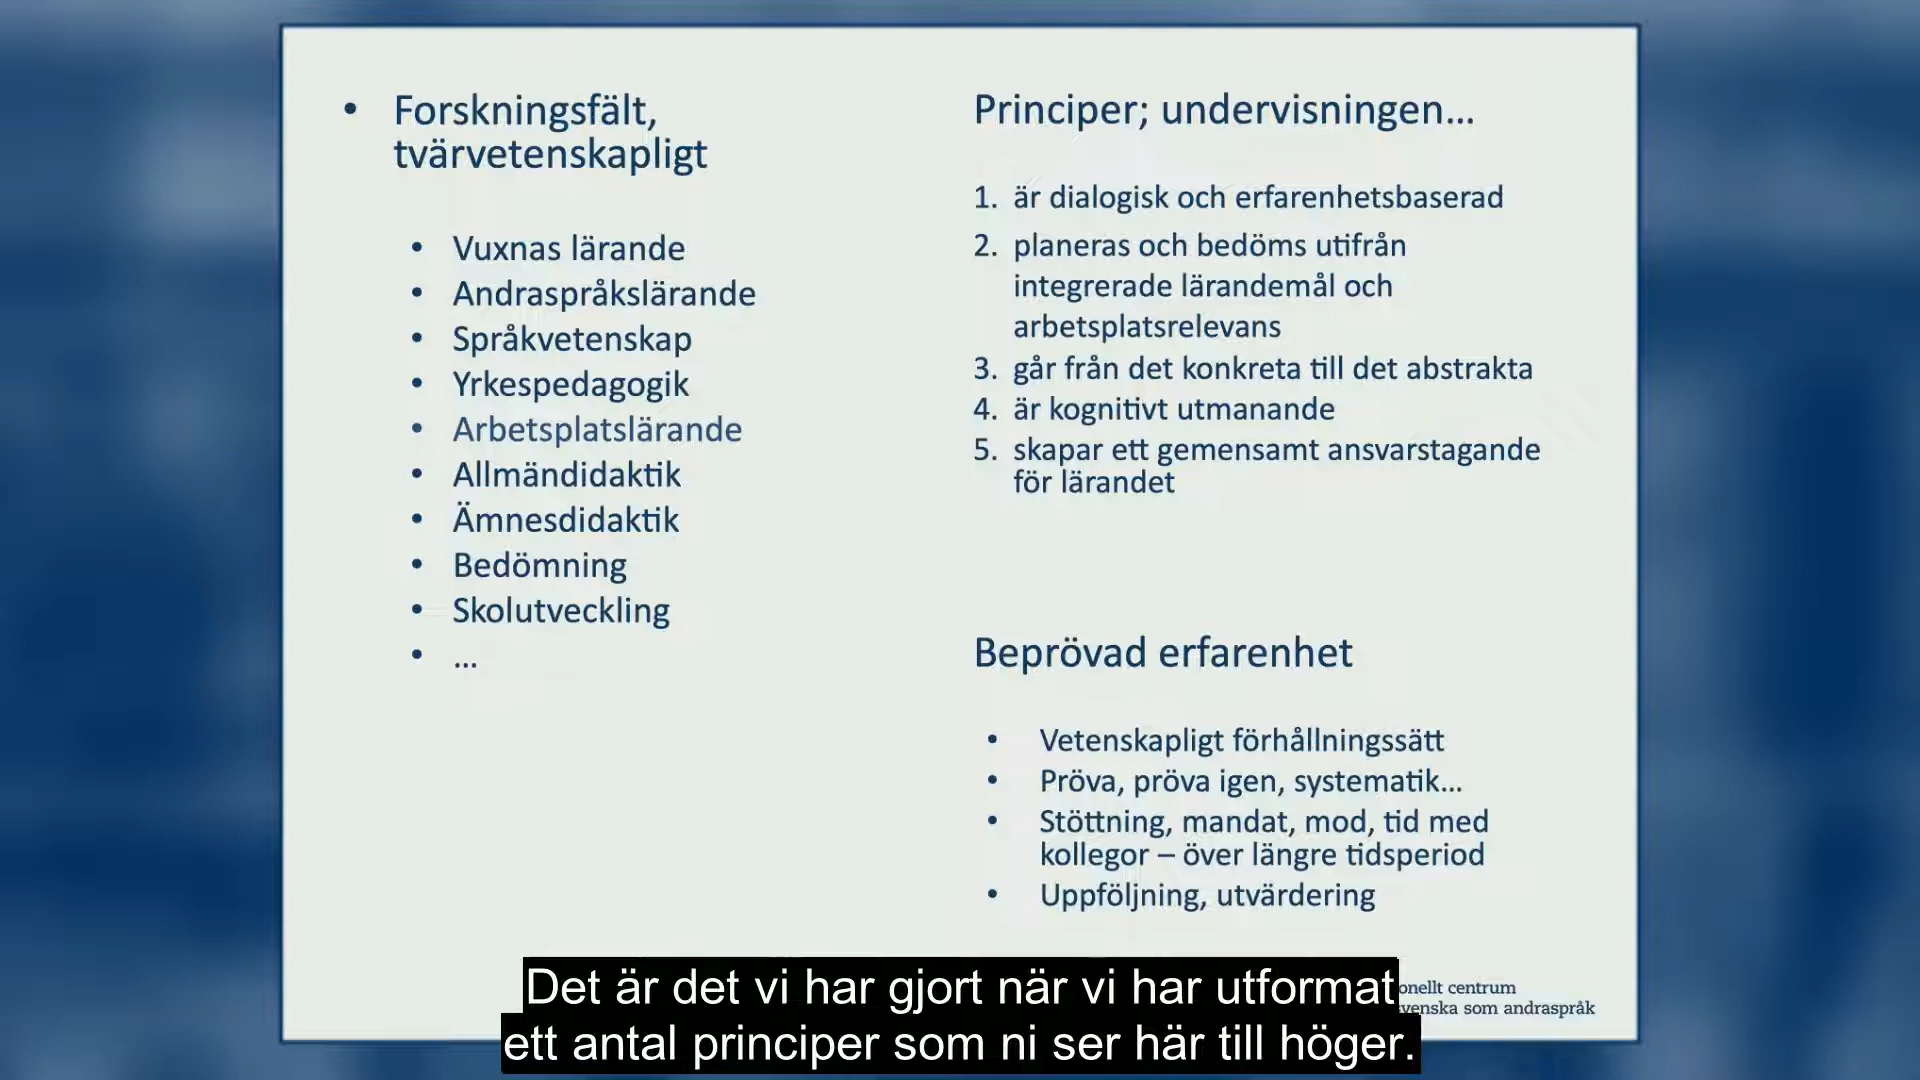 Forskningsfält,
tvärvetenskapligt
Vuxnas lärande
Andraspråkslärande
Språkvetenskap
Yrkespedagogik
Arbetsplatslärande
Allmändidaktik
Ämnesdidaktik
Bedömning
Skolutveckling
...
Principer; undervisningen...
1. är dialogisk och erfarenhetsbaserad
2. planeras och bedöms utifrån
integrerade lärandemål och
arbetsplatsrelevans
3. går från det konkreta till det abstrakta
4. är kognitivt utmanande
5. skapar ett gemensamt ansvarstagande
för lärandet
Beprövad erfarenhet
Vetenskapligt förhållningssätt
Pröva, pröva igen, systematik...
Stöttning, mandat, mod, tid med
kollegor – över längre tidsperiod
Uppföljning, utvärdering
centrum
som andraspråk
Det är det vi har gjort när vi har utformat
ett antal principer som ni ser här till höger.